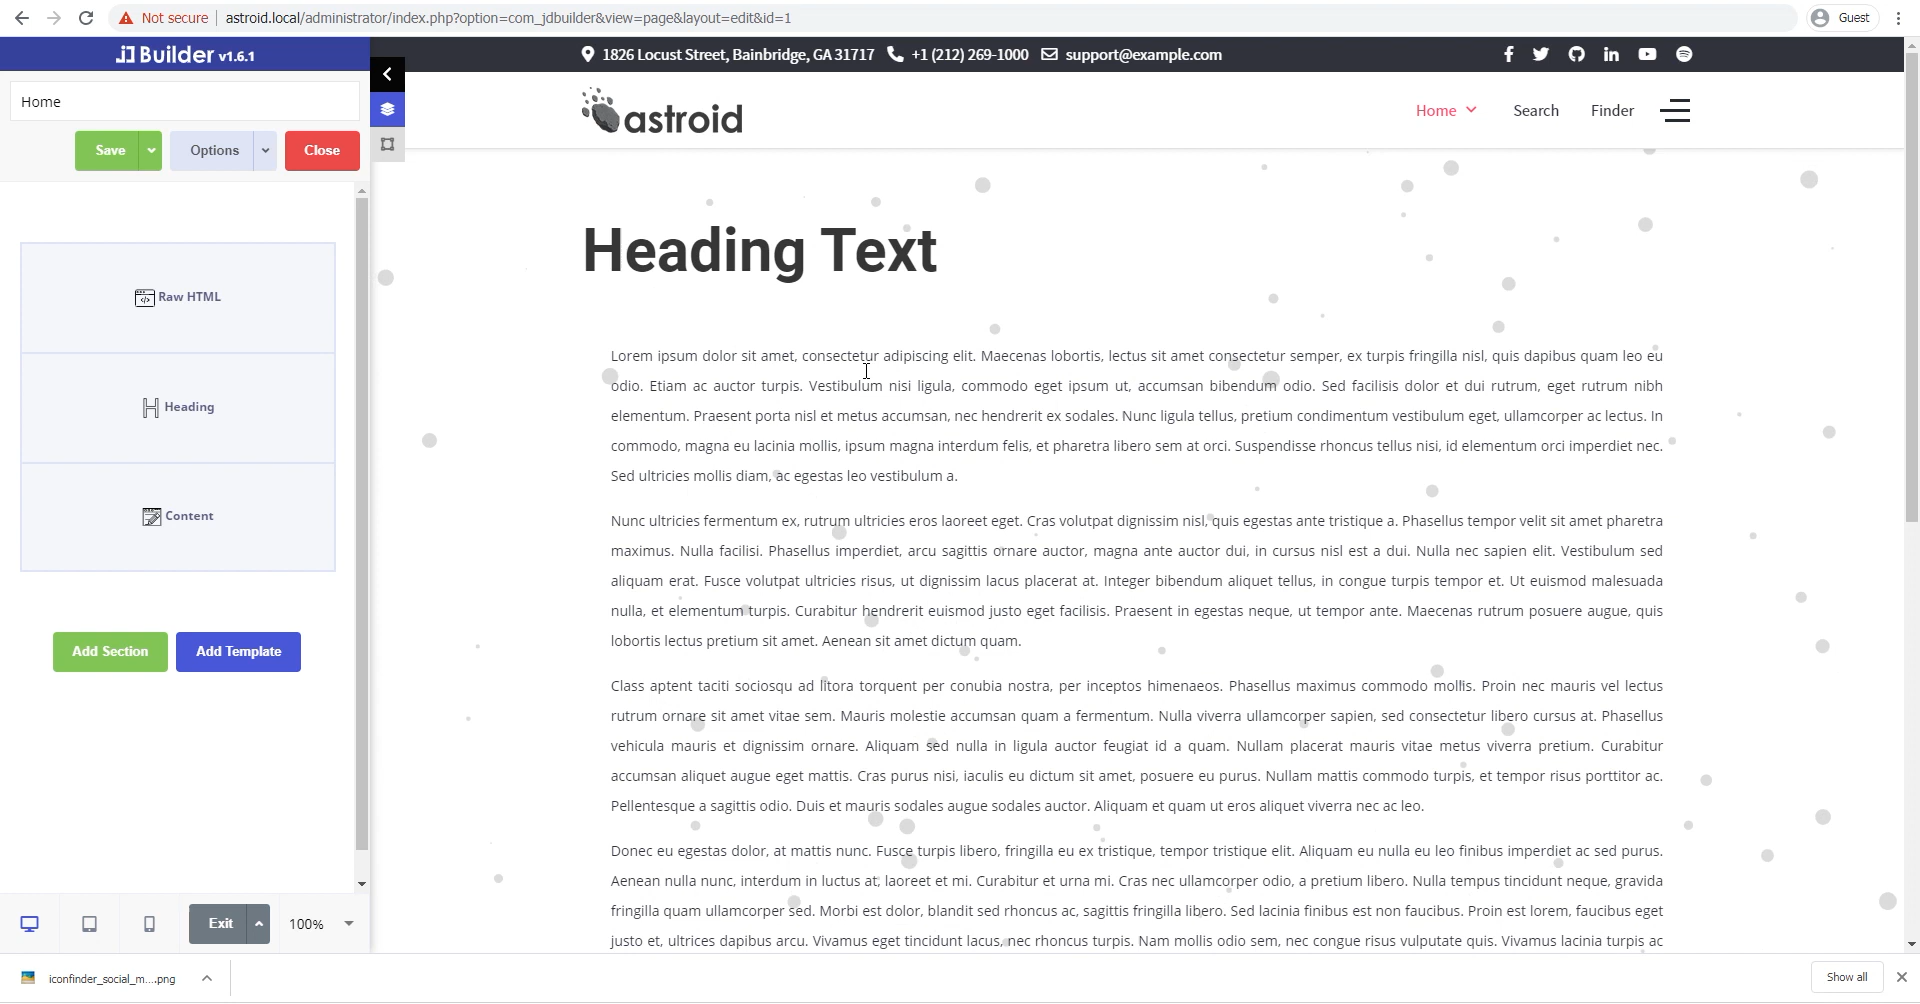 Not secure
astroid.local/administrator/index.php?option=com_jdbuilder&view=page&layout=edit&id=1
Guest
Builder v1.6.1
1826 Locust Street, Bainbridge, GA 31717
+1 (212) 269-1000
support@example.com
Home
Save
Options
Close
astroid
Home
Search
Finder
Raw HTML
Heading
Content
Add Section
Add Template
Heading Text
Lorem ipsum dolor sit amet, consectetur adipiscing elit. Maecenas lobortis, lectus sit amet consectetur semper, ex turpis fringilla nisl, quis dapibus quam leo eu
odio. Etiam ac auctor turpis. Vestibulum nisi ligula, commodo eget ipsum ut, accumsan bibendum odio. Sed facilisis dolor et dui rutrum, eget rutrum nibh
elementum. Praesent porta nisl et metus accumsan, nec hendrerit ex sodales. Nunc ligula tellus, pretium condimentum vestibulum eget, ullamcorper ac lectus. In
commodo, magna eu lacinia mollis, ipsum magna interdum felis, et pharetra libero sem at orci. Suspendisse rhoncus tellus nisi, id elementum orci imperdiet nec.
Sed ultricies mollis diam, ac egestas leo vestibulum a.
Nunc ultricies fermentum ex, rutrum ultricies eros laoreet eget. Cras volutpat dignissim nisl, quis egestas ante tristique a. Phasellus tempor velit sit amet pharetra
maximus. Nulla facilisi. Phasellus imperdiet, arcu sagittis ornare auctor, magna ante auctor dui, in cursus nisl est a dui. Nulla nec sapien elit. Vestibulum sed
aliquam erat. Fusce volutpat ultricies risus, ut dignissim lacus placerat at. Integer bibendum aliquet tellus, in congue turpis tempor et. Ut euismod malesuada
nulla, et elementum turpis. Curabitur hendrerit euismod justo eget facilisis. Praesent in egestas neque, ut tempor ante. Maecenas rutrum posuere augue, quis
lobortis lectus pretium sit amet. Aenean sit amet dictum quam.
Class aptent taciti sociosqu ad litora torquent per conubia nostra, per inceptos himenaeos. Phasellus maximus commodo mollis. Proin nec mauris vel lectus
rutrum ornare sit amet vitae sem. Mauris molestie accumsan quam a fermentum. Nulla viverra ullamcorper sapien, sed consectetur libero cursus at. Phasellus
vehicula mauris et dignissim ornare. Aliquam sed nulla in ligula auctor feugiat id a quam. Nullam placerat mauris vitae metus viverra pretium. Curabitur
accumsan aliquet augue eget mattis. Cras purus nisi, iaculis eu dictum sit amet, posuere eu purus. Nullam mattis commodo turpis, et tempor risus porttitor ac.
Pellentesque a sagittis odio. Duis et mauris sodales augue sodales auctor. Aliquam et quam ut eros aliquet viverra nec ac leo.
Donec eu egestas dolor, at mattis nunc. Fusce turpis libero, fringilla eu ex tristique, tempor tristique elit. Aliquam eu nulla eu leo finibus imperdiet ac sed purus.
Aenean nulla nunc, interdum in luctus at, laoreet et mi. Curabitur et urna mi. Cras nec ullamcorper odio, a pretium libero. Nulla tempus tincidunt neque, gravida
fringilla quam ullamcorper sed. Morbi est dolor, blandit sed rhoncus ac, sagittis fringilla libero. Sed lacinia finibus est non faucibus. Proin est lorem, faucibus eget
justo et, ultrices dapibus arcu. Vivamus eget tincidunt lacus, nec rhoncus turpis. Nam mollis odio sem, nec congue risus vulputate quis. Vivamus lacinia turpis ac
Exit
100%
iconfinder_social_m....png
Show all